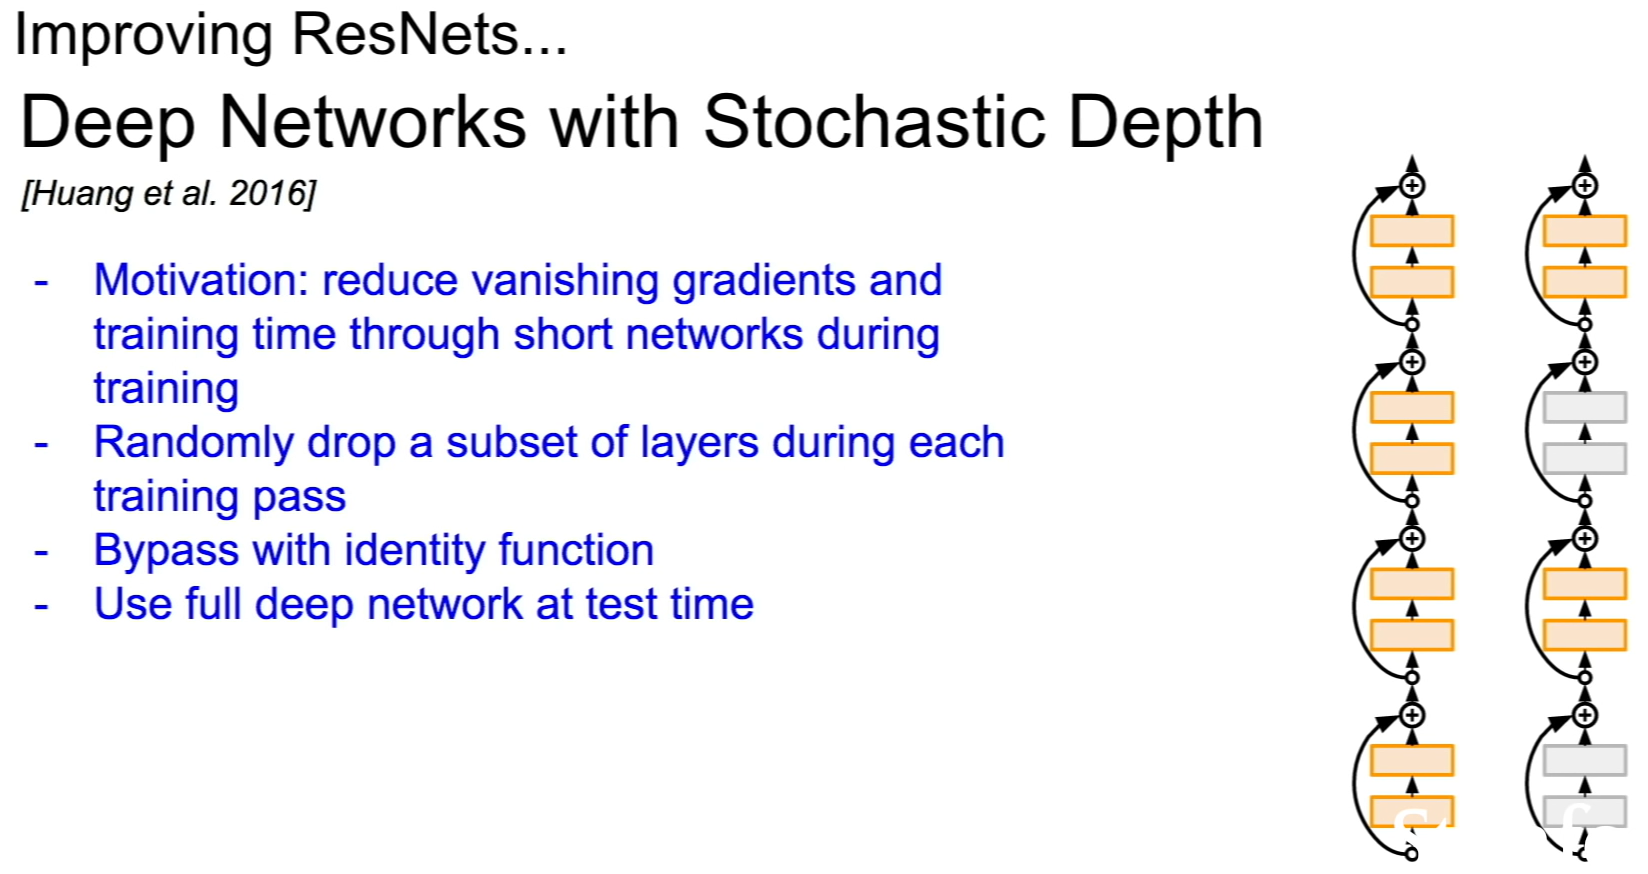 Improving ResNets...
Deep Networks with Stochastic Depth
[Huang et al. 2016]
- Motivation: reduce vanishing gradients and
training time through short networks during
training
- Randomly drop a subset of layers during each
training pass
- Bypass with identity function
- Use full deep network at test time